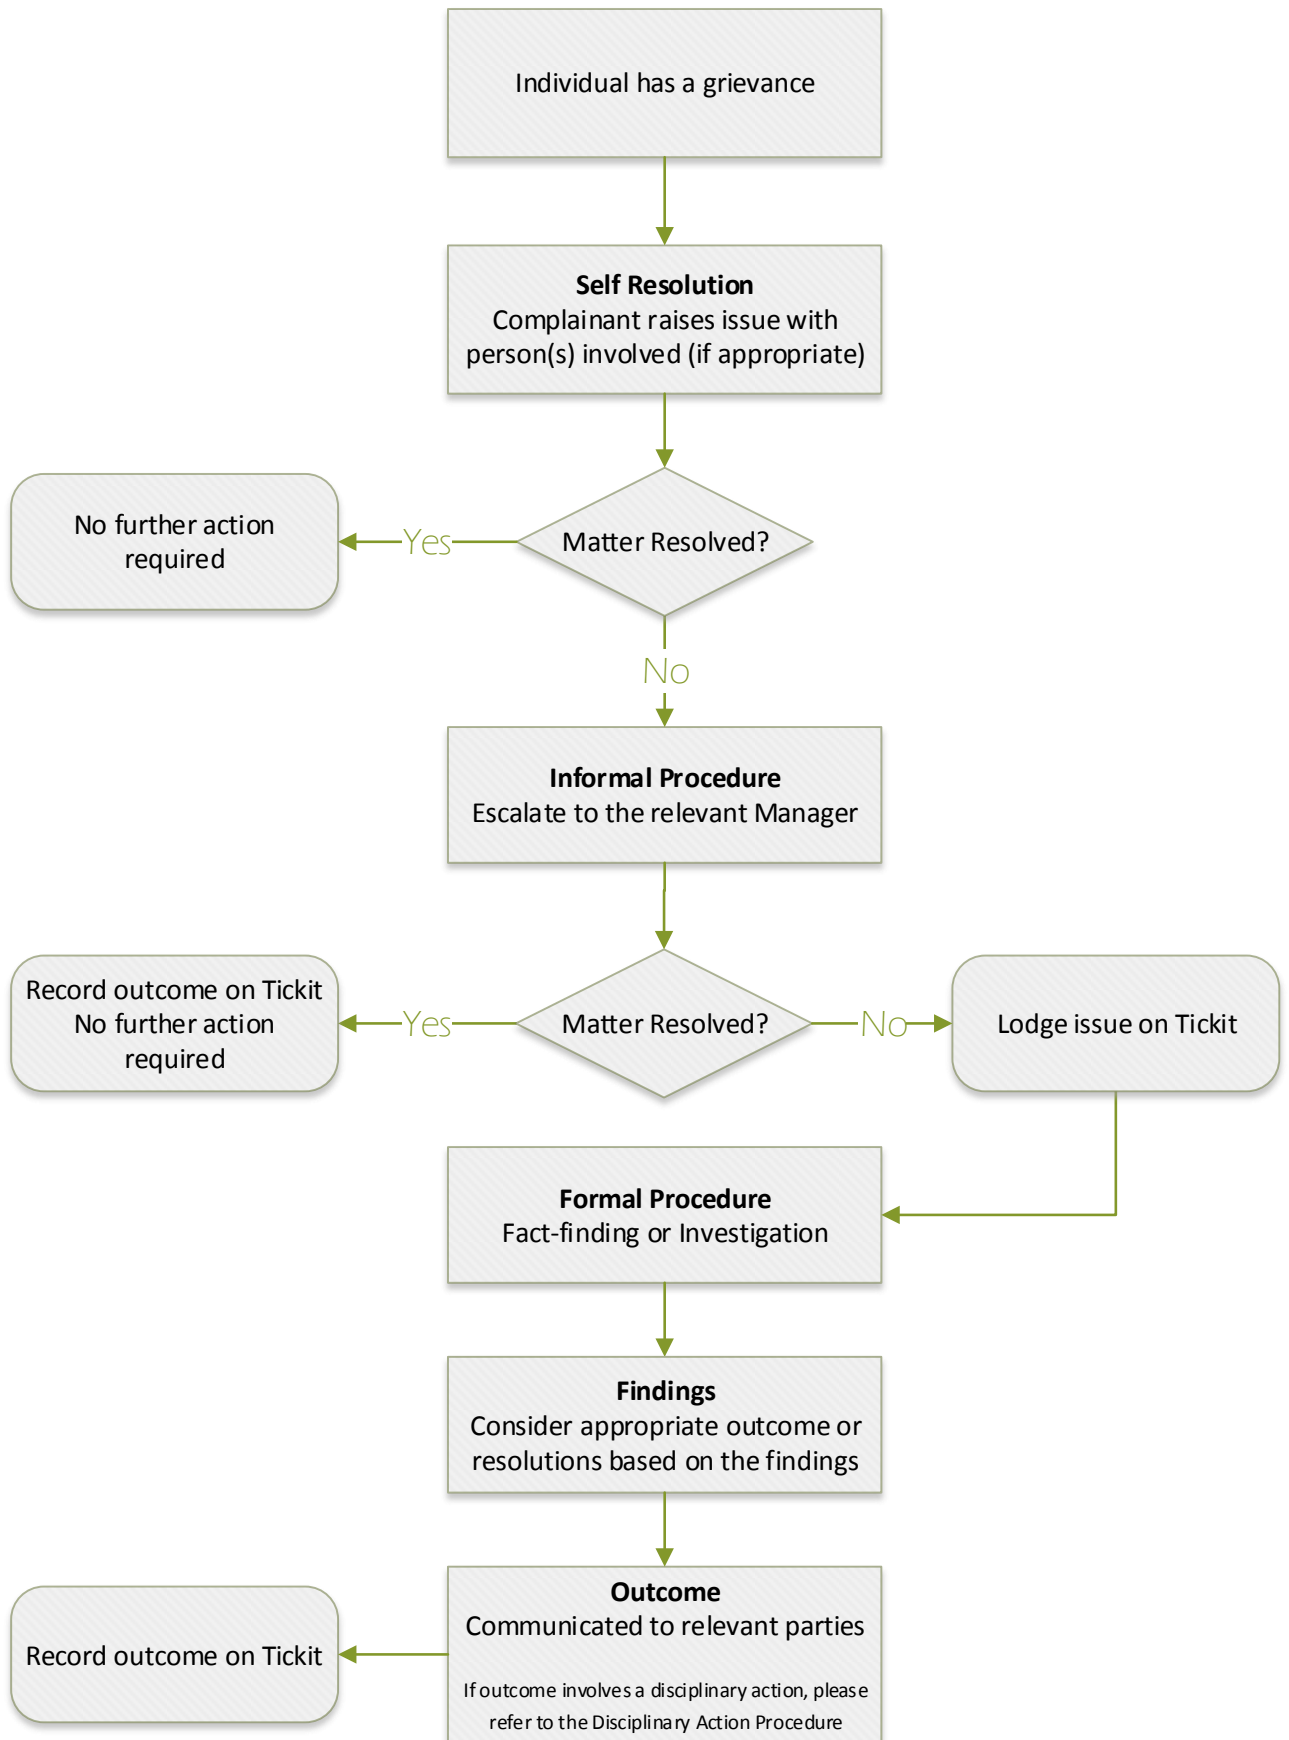 Individual has a grievance
Self Resolution
Complainant raises issue with
person(s) involved (if appropriate)
Matter Resolved?
Yes
No further action
required
No
Informal Procedure
Escalate to the relevant Manager
Matter Resolved?
Yes
Record outcome on Tickit
No further action
required
No
Lodge issue on Tickit
Formal Procedure
Fact-finding or Investigation
Findings
Consider appropriate outcome or
resolutions based on the findings
Outcome
Communicated to relevant parties
If outcome involves a disciplinary action, please
refer to the Disciplinary Action Procedure
Record outcome on Tickit